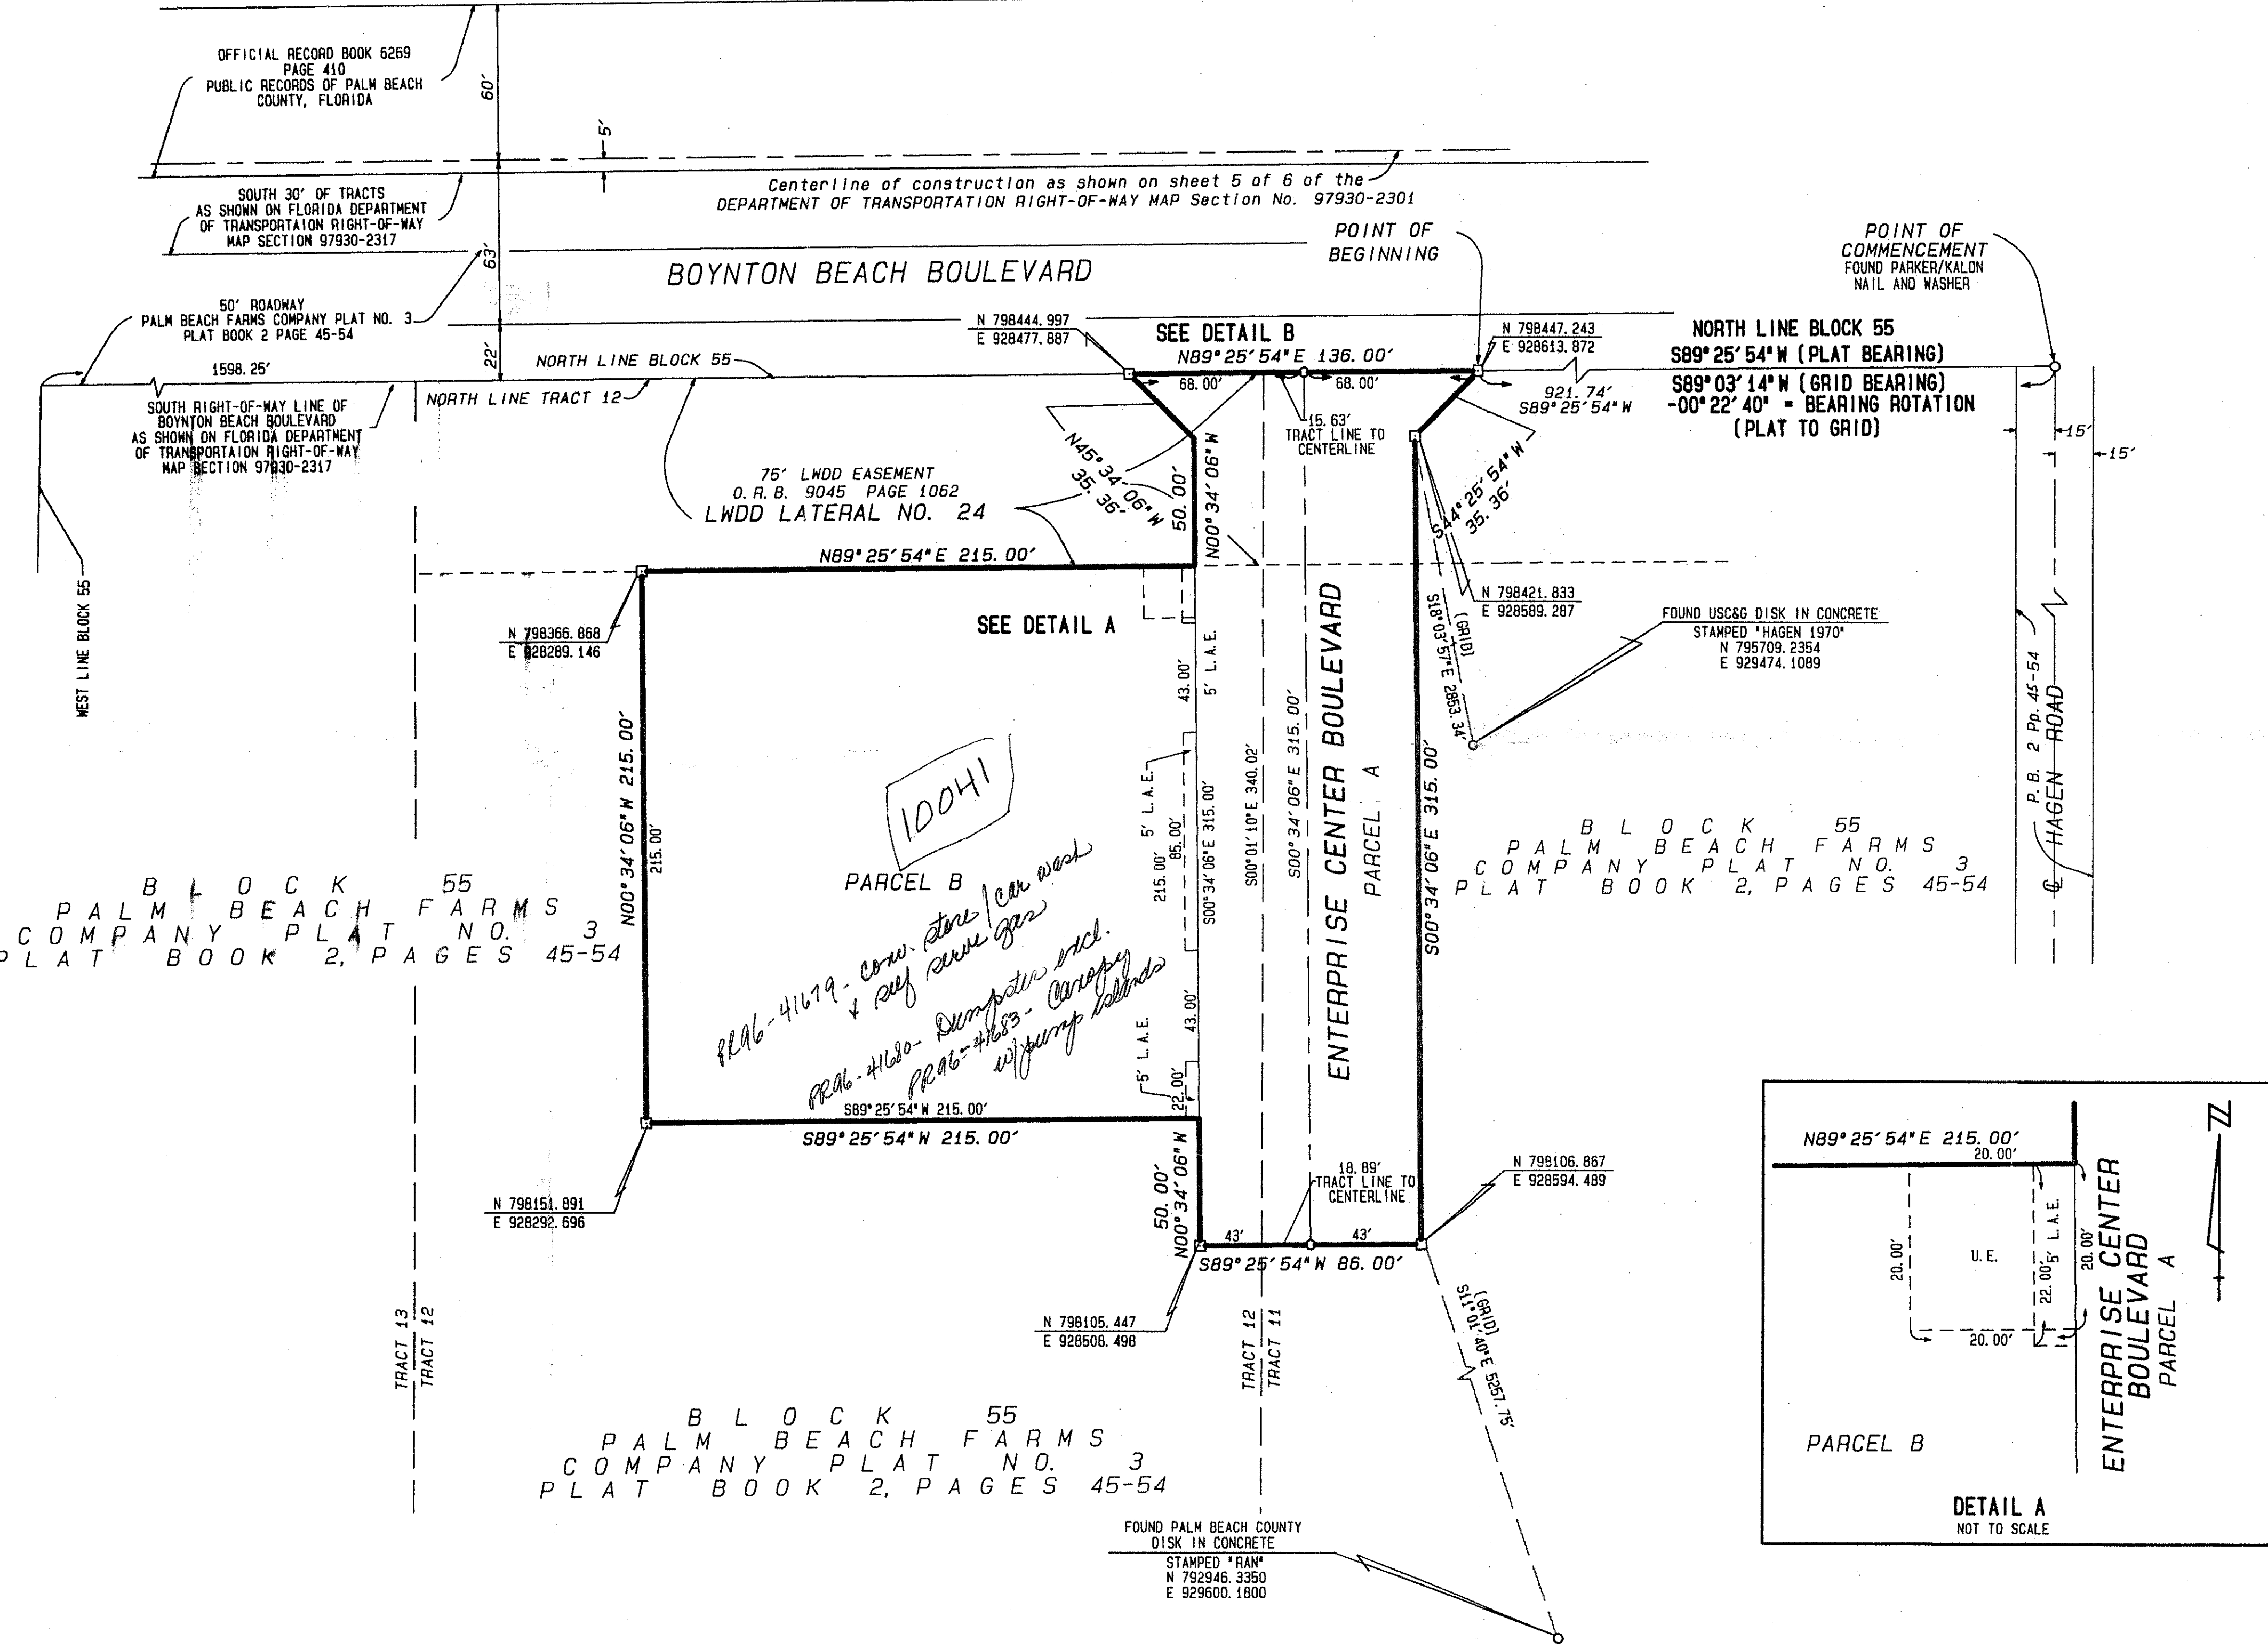 OFFICIAL RECORD BOOK 6269
PAGE 410
PUBLIC RECORDS OF PALM BEACH
COUNTY, FLORIDA
60′
5′
SOUTH 30′ OF TRACTS
AS SHOWN ON FLORIDA DEPARTMENT
OF TRANSPORTAION RIGHT-OF-WAY
MAP SECTION 97930-2317
Centerline of construction as shown on sheet 5 of 6 of the
DEPARTMENT OF TRANSPORTATION RIGHT-OF-WAY MAP Section No. 97930-2301
63′
BOYNTON BEACH BOULEVARD
POINT OF
BEGINNING
POINT OF
COMMENCEMENT
FOUND PARKER/KALON
NAIL AND WASHER
50′ ROADWAY
PALM BEACH FARMS COMPANY PLAT NO. 3
PLAT BOOK 2 PAGE 45-54
22′
1598.25′
NORTH LINE BLOCK 55
NORTH LINE TRACT 12
N 798444.997
E 928477.887
SEE DETAIL B
N89°25′54"E 136.00′
68.00′
68.00′
N 798447.243
E 928613.872
921.74′
S89°25′54"W
NORTH LINE BLOCK 55
S89°25′54"W (PLAT BEARING)
S89°03′14"W (GRID BEARING)
-00°22′40" = BEARING ROTATION
(PLAT TO GRID)
15′
15′
SOUTH RIGHT-OF-WAY LINE OF
BOYNTON BEACH BOULEVARD
AS SHOWN ON FLORIDA DEPARTMENT
OF TRANSPORTAION RIGHT-OF-WAY
MAP SECTION 97930-2317
WEST LINE BLOCK 55
75′ LWDD EASEMENT
O.R.B. 9045 PAGE 1062
LWDD LATERAL NO. 24
N45°34′06"W
35.36′
50.00′
N00°34′06"W
15.63′
TRACT LINE TO
CENTERLINE
S44°25′54"W
35.36′
N89°25′54"E 215.00′
N 798366.868
E 928289.146
SEE DETAIL A
43.00′
5′ L.A.E.
N 798421.833
E 928589.287
(GRID)
S18°03′57"E 2853.34′
FOUND USC&G DISK IN CONCRETE
STAMPED "HAGEN 1970"
N 795709.2354
E 929474.1089
P.B. 2 Pp. 45-54
℄ HAGEN ROAD
N00°34′06"W 215.00′
215.00′
10041
PARCEL B
PR96-41679- conv. store/car wash
& self serve gas
PR96-41680- Dumpster encl.
PR96-41683- Canopy
w/pump islands
5′ L.A.E.
215.00′
85.00′
S00°34′06"E 315.00′
S00°01′10"E 340.02′
S00°34′06"E 315.00′
ENTERPRISE CENTER BOULEVARD
PARCEL A
S00°34′06"E 315.00′
BLOCK 55
PALM BEACH FARMS
COMPANY PLAT NO. 3
PLAT BOOK 2, PAGES 45-54
BLOCK 55
PALM BEACH FARMS
COMPANY PLAT NO. 3
PLAT BOOK 2, PAGES 45-54
43.00′
5′ L.A.E.
22.00′
S89°25′54"W 215.00′
S89°25′54"W 215.00′
N 798151.891
E 928292.696
50.00′
N00°34′06"W
18.89′
TRACT LINE TO
CENTERLINE
43′
43′
S89°25′54"W 86.00′
N 798106.867
E 928594.489
N 798105.447
E 928508.498
TRACT 13
TRACT 12
TRACT 12
TRACT 11
(GRID)
S11°01′40"E 5257.75′
BLOCK 55
PALM BEACH FARMS
COMPANY PLAT NO. 3
PLAT BOOK 2, PAGES 45-54
FOUND PALM BEACH COUNTY
DISK IN CONCRETE
STAMPED "RAN"
N 792946.3350
E 929600.1800
N89°25′54"E 215.00′
20.00′
20.00′
U.E.
22.00′
5′ L.A.E.
20.00′
20.00′
ENTERPRISE CENTER
BOULEVARD
PARCEL A
N
PARCEL B
DETAIL A
NOT TO SCALE